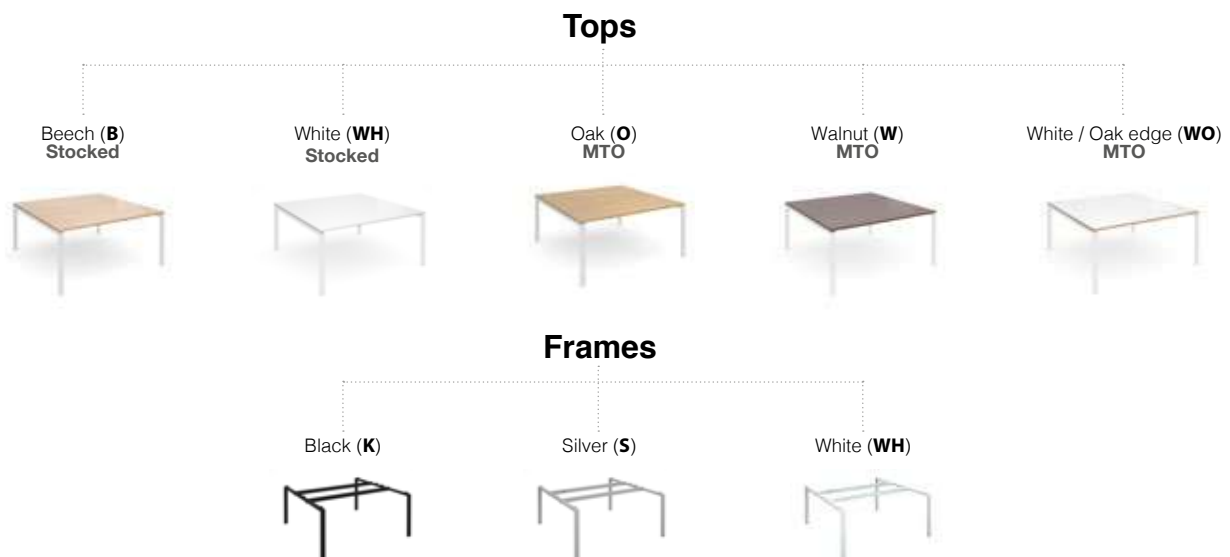 Tops
Beech (B)
Stocked
White (WH)
Stocked
Oak (O)
MTO
Walnut (W)
MTO
White / Oak edge (WO)
MTO
Frames
Black (K)
Silver (S)
White (WH)